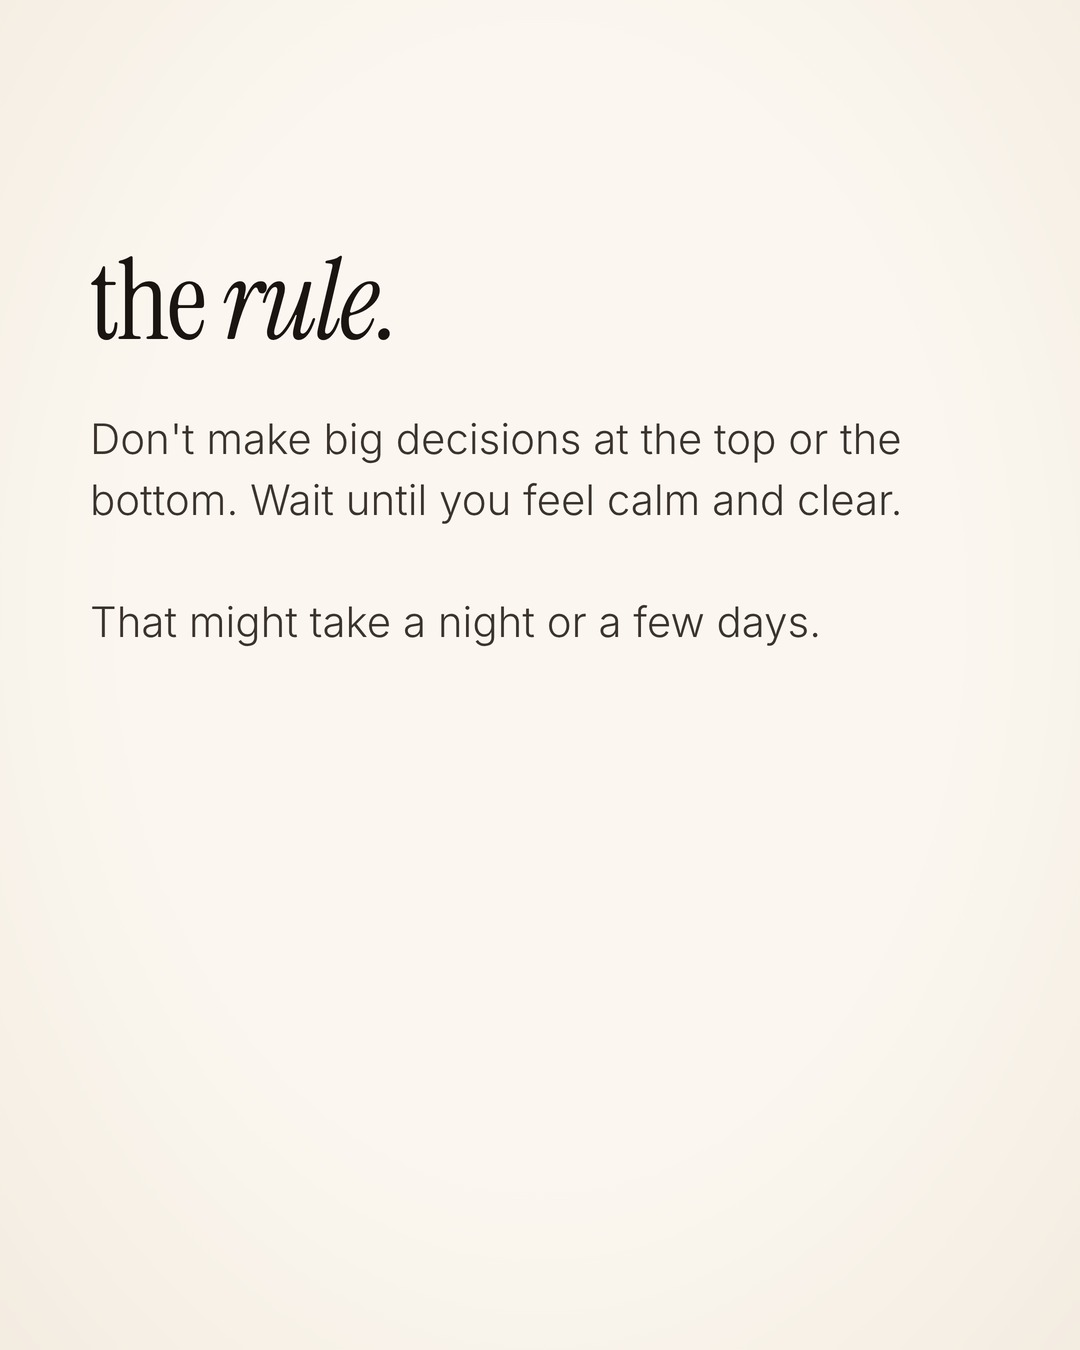 the rule.
Don't make big decisions at the top or the
bottom. Wait until you feel calm and clear.
That might take a night or a few days.